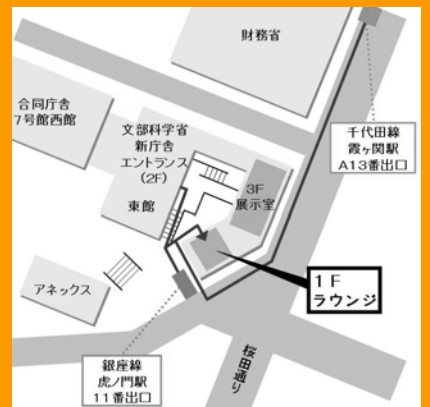 財務省
合同庁舎
7号館西館
文部科学省
新庁舎
エントランス
(2F)
東館
千代田線
霞ヶ関駅
A13番出口
3F
展示室
アネックス
1F
ラウンジ
銀座線
虎ノ門駅
11番出口
桜田通り